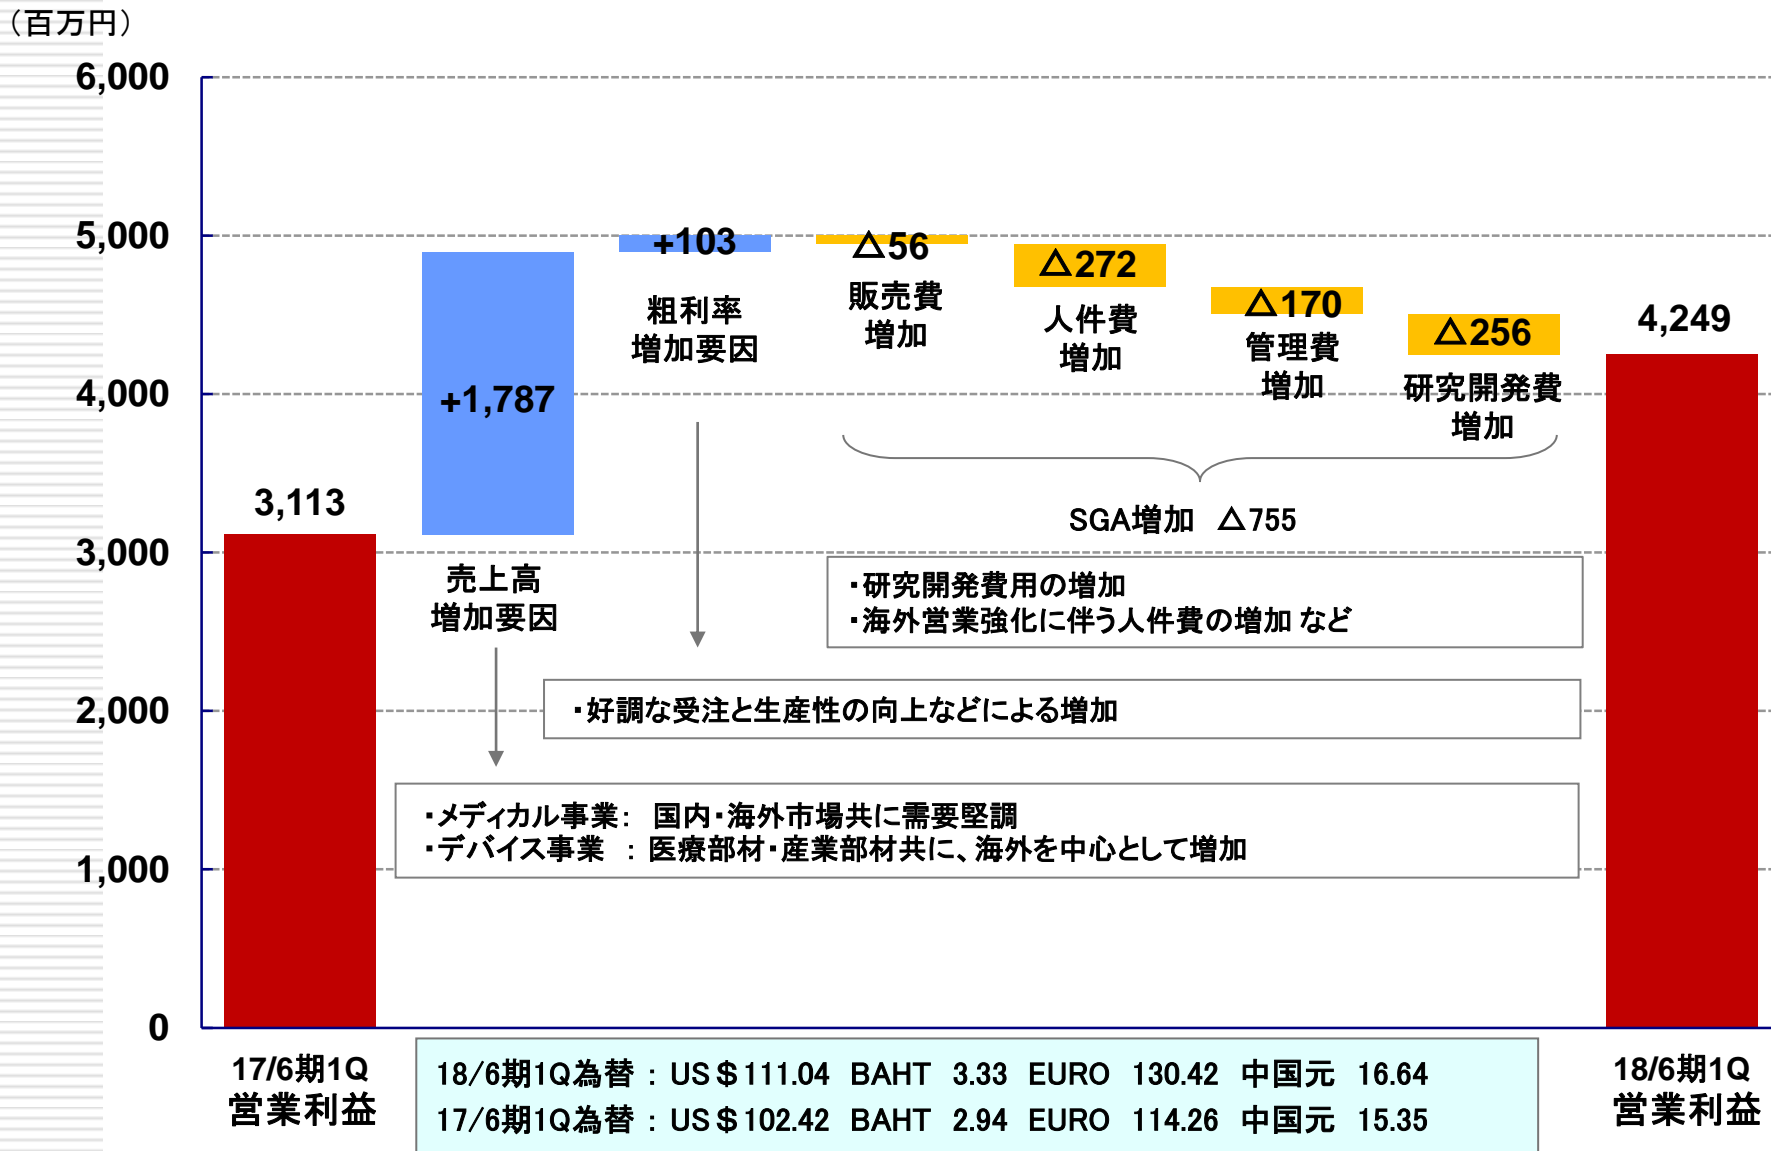 （百万円）
6,000
5,000
4,000
3,000
2,000
1,000
0
3,113
+1,787
売上高
増加要因
+103
粗利率
増加要因
△56
販売費
増加
△272
人件費
増加
△170
管理費
増加
△256
研究開発費
増加
4,249
SGA増加 △755
・研究開発費用の増加
・海外営業強化に伴う人件費の増加 など
・好調な受注と生産性の向上などによる増加
・メディカル事業： 国内・海外市場共に需要堅調
・デバイス事業 ： 医療部材・産業部材共に、海外を中心として増加
17/6期1Q
営業利益
18/6期1Q為替：US＄111.04 BAHT 3.33 EURO 130.42 中国元 16.64
17/6期1Q為替：US＄102.42 BAHT 2.94 EURO 114.26 中国元 15.35
18/6期1Q
営業利益